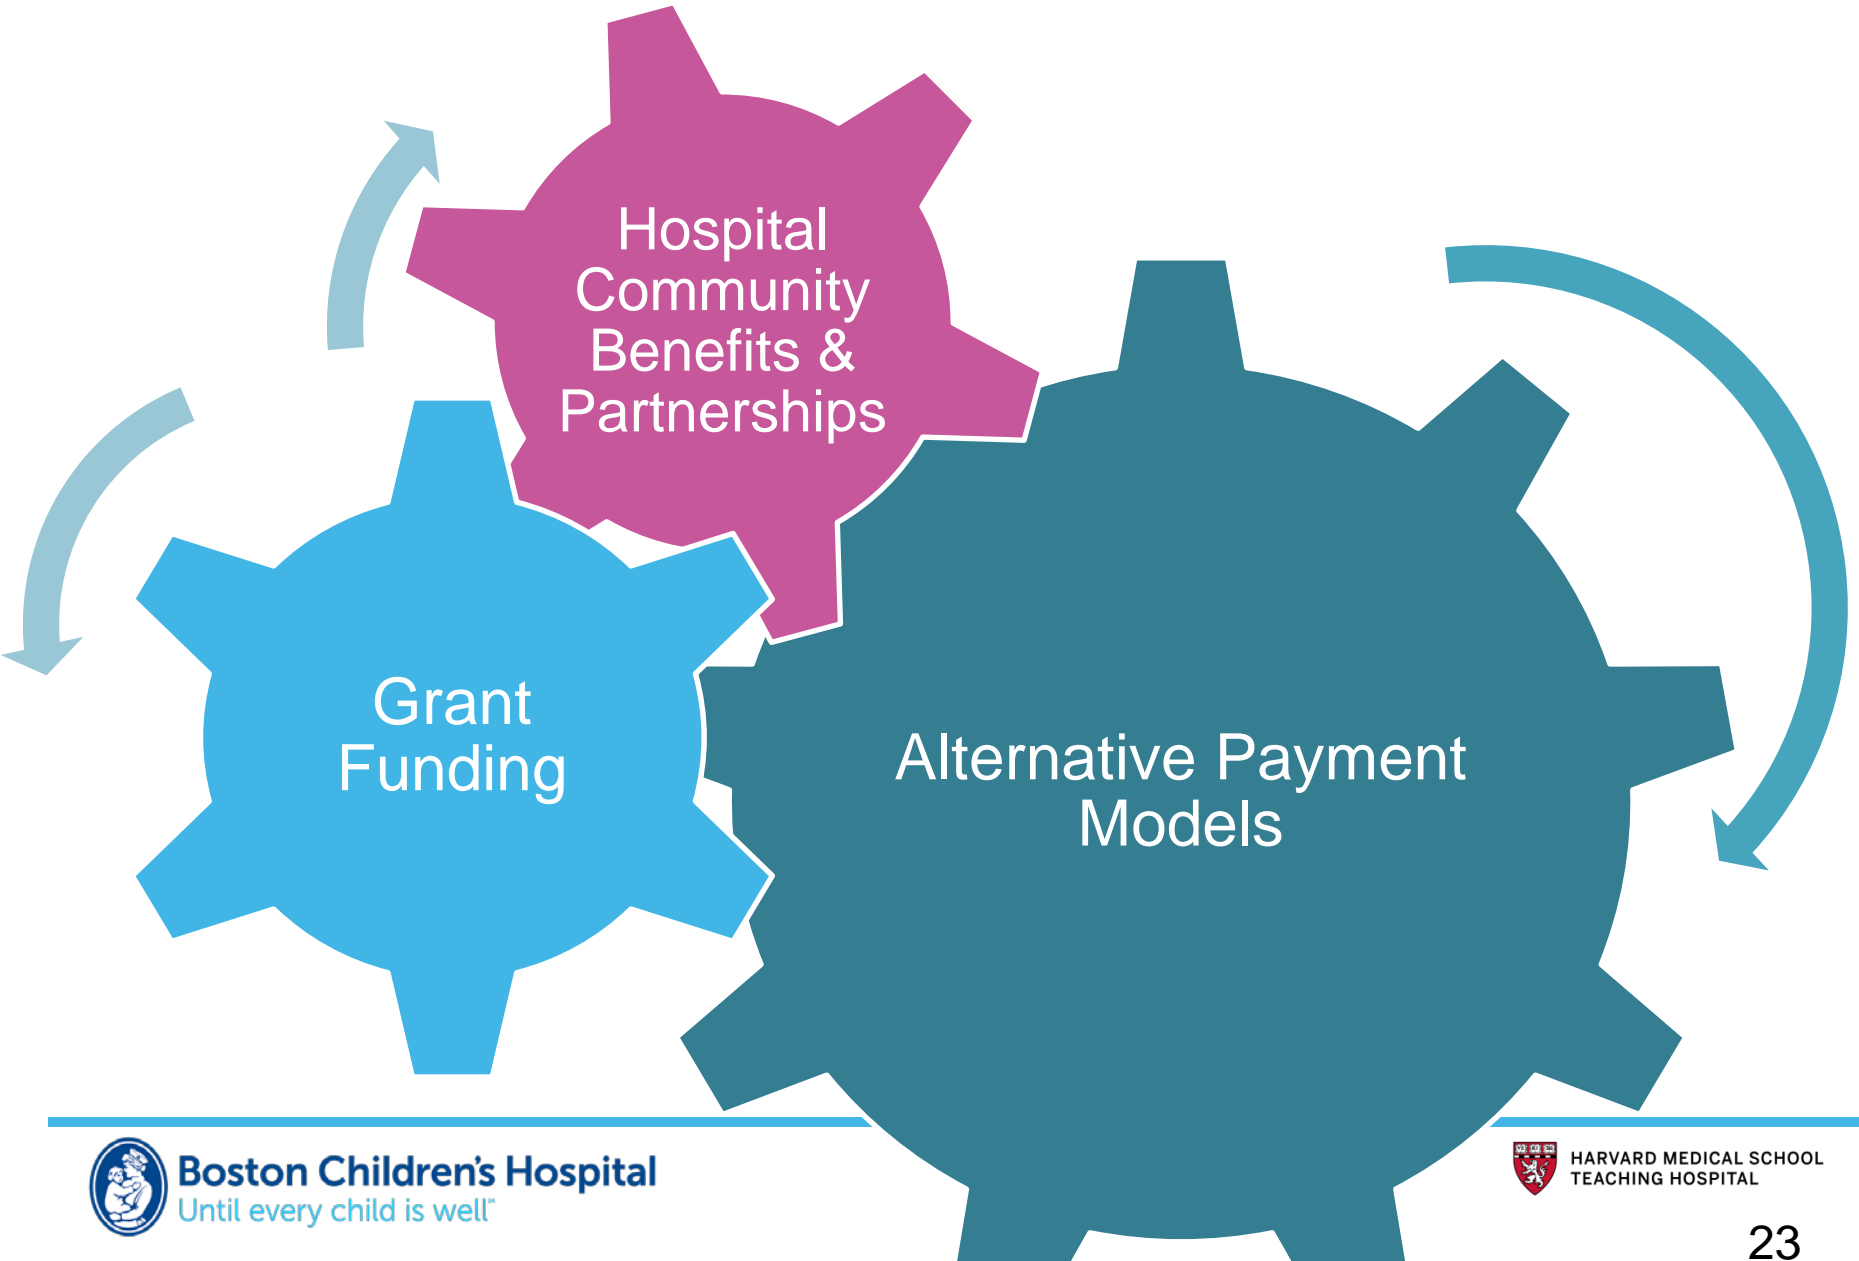 Hospital
Community
Benefits &
Partnerships
Grant
Funding
Alternative Payment
Models
Boston Children's Hospital
Until every child is well℠
HARVARD MEDICAL SCHOOL
TEACHING HOSPITAL
23